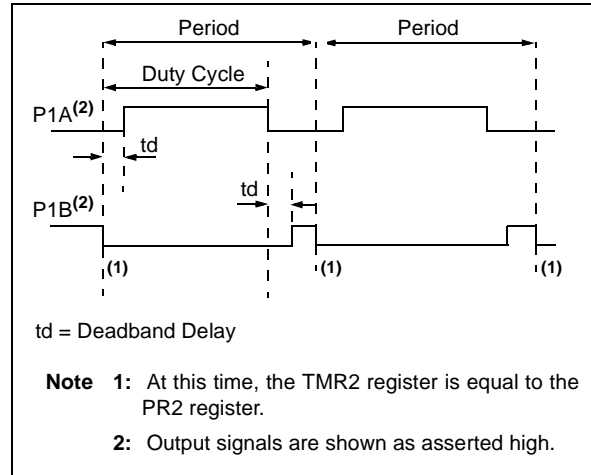 Period Period
Duty Cycle
P1A(2)
td
td
P1B(2)
(1) (1) (1)
td = Deadband Delay
Note 1: At this time, the TMR2 register is equal to the
PR2 register.
2: Output signals are shown as asserted high.